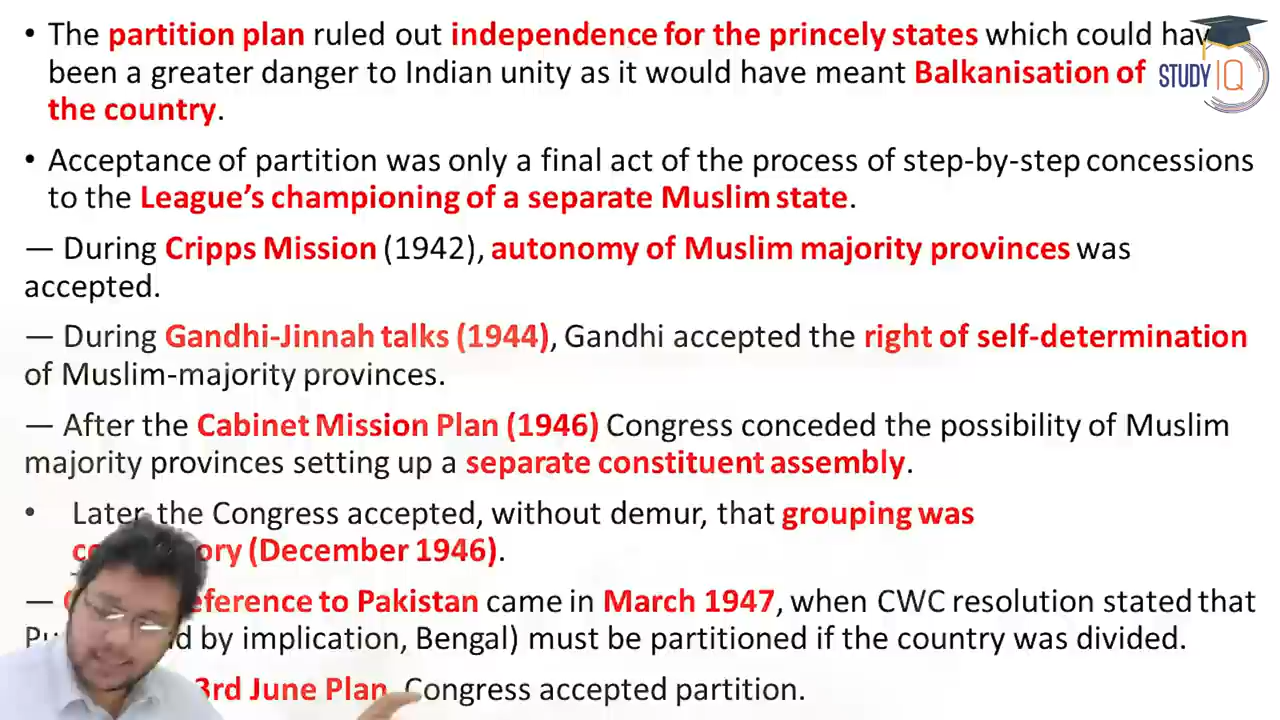 • The partition plan ruled out independence for the princely states which could hav
been a greater danger to Indian unity as it would have meant Balkanisation of
the country.
STUDY IQ
• Acceptance of partition was only a final act of the process of step-by-step concessions
to the League’s championing of a separate Muslim state.
— During Cripps Mission (1942), autonomy of Muslim majority provinces was
accepted.
— During Gandhi-Jinnah talks (1944), Gandhi accepted the right of self-determination
of Muslim-majority provinces.
— After the Cabinet Mission Plan (1946) Congress conceded the possibility of Muslim
majority provinces setting up a separate constituent assembly.
• Later, the Congress accepted, without demur, that grouping was
ory (December 1946).
— eference to Pakistan came in March 1947, when CWC resolution stated that
d by implication, Bengal) must be partitioned if the country was divided.
3rd June Plan, Congress accepted partition.